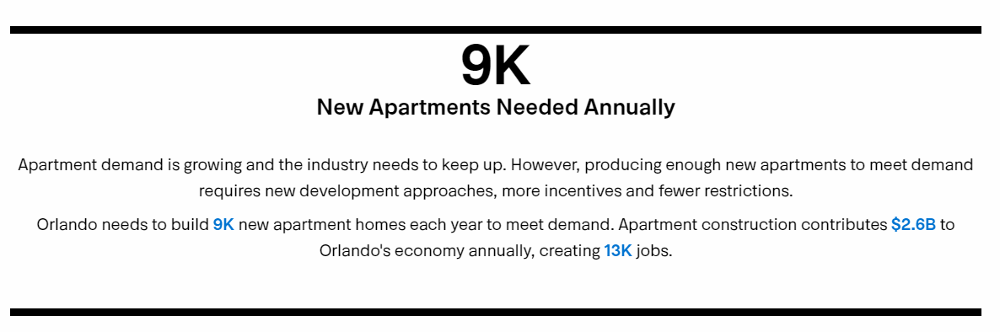 9K
New Apartments Needed Annually
Apartment demand is growing and the industry needs to keep up. However, producing enough new apartments to meet demand
requires new development approaches, more incentives and fewer restrictions.
Orlando needs to build 9K new apartment homes each year to meet demand. Apartment construction contributes $2.6B to
Orlando's economy annually, creating 13K jobs.